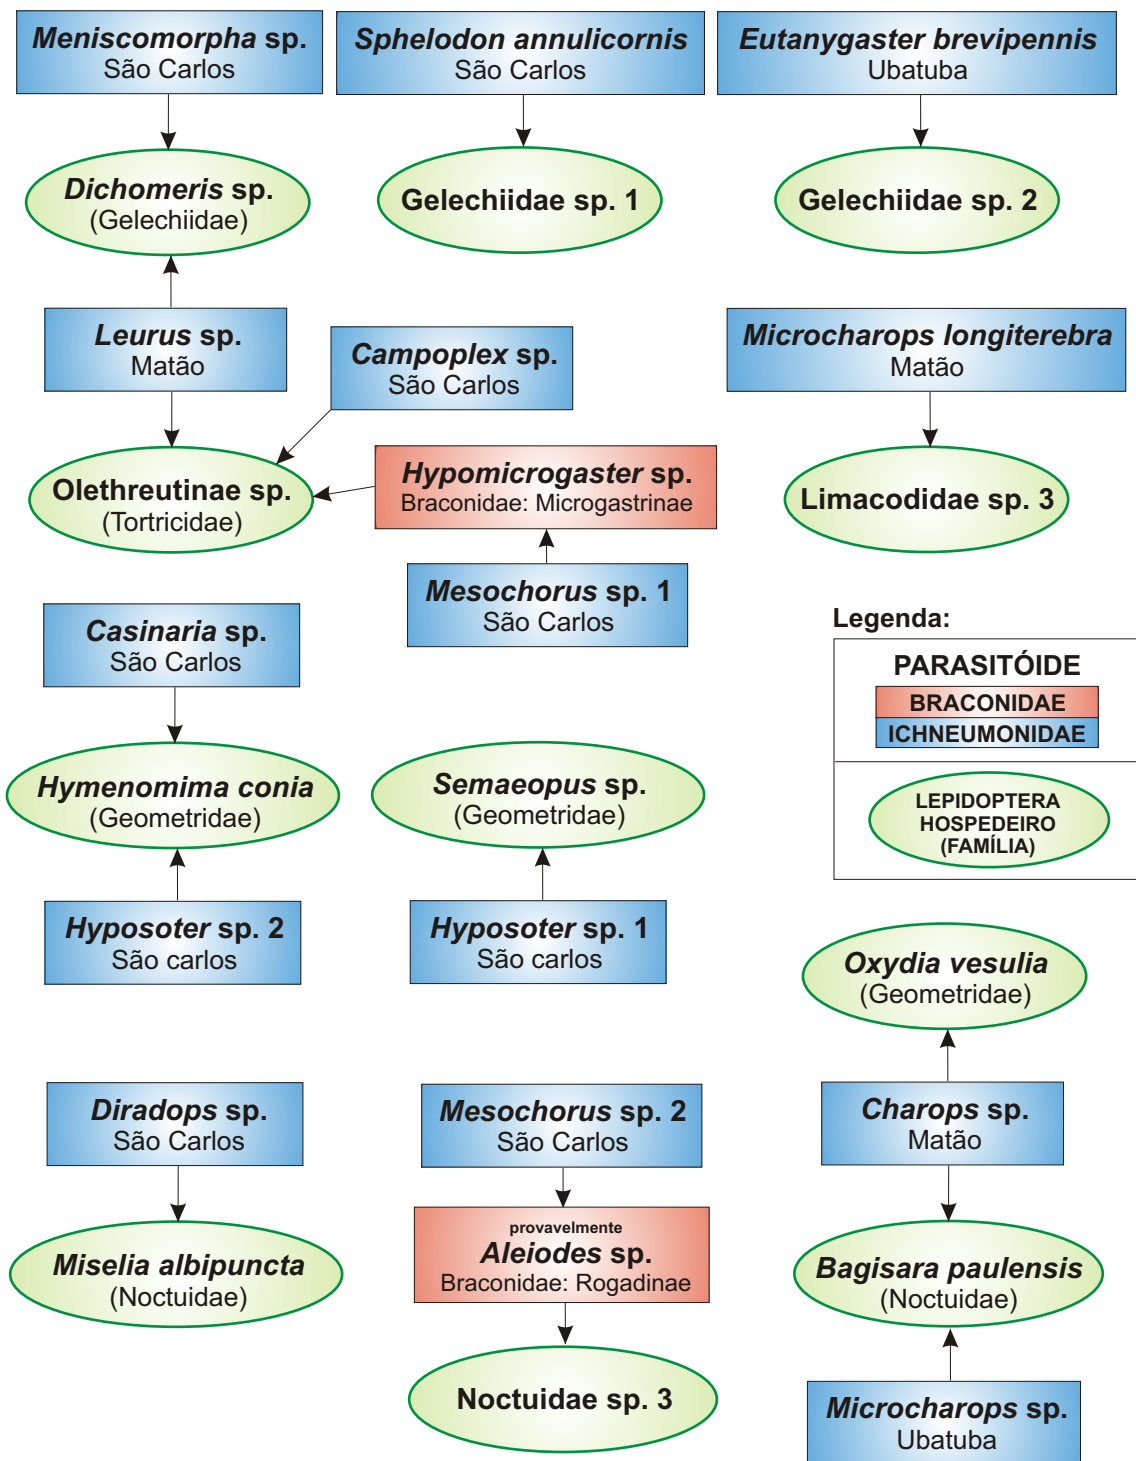 Meniscomorpha sp.
São Carlos
Sphelodon annulicornis
São Carlos
Eutanygaster brevipennis
Ubatuba
Dichomeris sp.
(Gelechiidae)
Gelechiidae sp. 1
Gelechiidae sp. 2
Leurus sp.
Matão
Campoplex sp.
São Carlos
Microcharops longiterebra
Matão
Olethreutinae sp.
(Tortricidae)
Hypomicrogaster sp.
Braconidae: Microgastrinae
Limacodidae sp. 3
Mesochorus sp. 1
São Carlos
Casinaria sp.
São Carlos
Legenda:
PARASITÓIDE
BRACONIDAE
ICHNEUMONIDAE
LEPIDOPTERA
HOSPEDEIRO
(FAMÍLIA)
Hymenomima conia
(Geometridae)
Semaeopus sp.
(Geometridae)
Hyposoter sp. 2
São carlos
Hyposoter sp. 1
São carlos
Oxydia vesulia
(Geometridae)
Diradops sp.
São Carlos
Mesochorus sp. 2
São Carlos
Charops sp.
Matão
Miselia albipuncta
(Noctuidae)
provavelmente
Aleiodes sp.
Braconidae: Rogadinae
Bagisara paulensis
(Noctuidae)
Noctuidae sp. 3
Microcharops sp.
Ubatuba